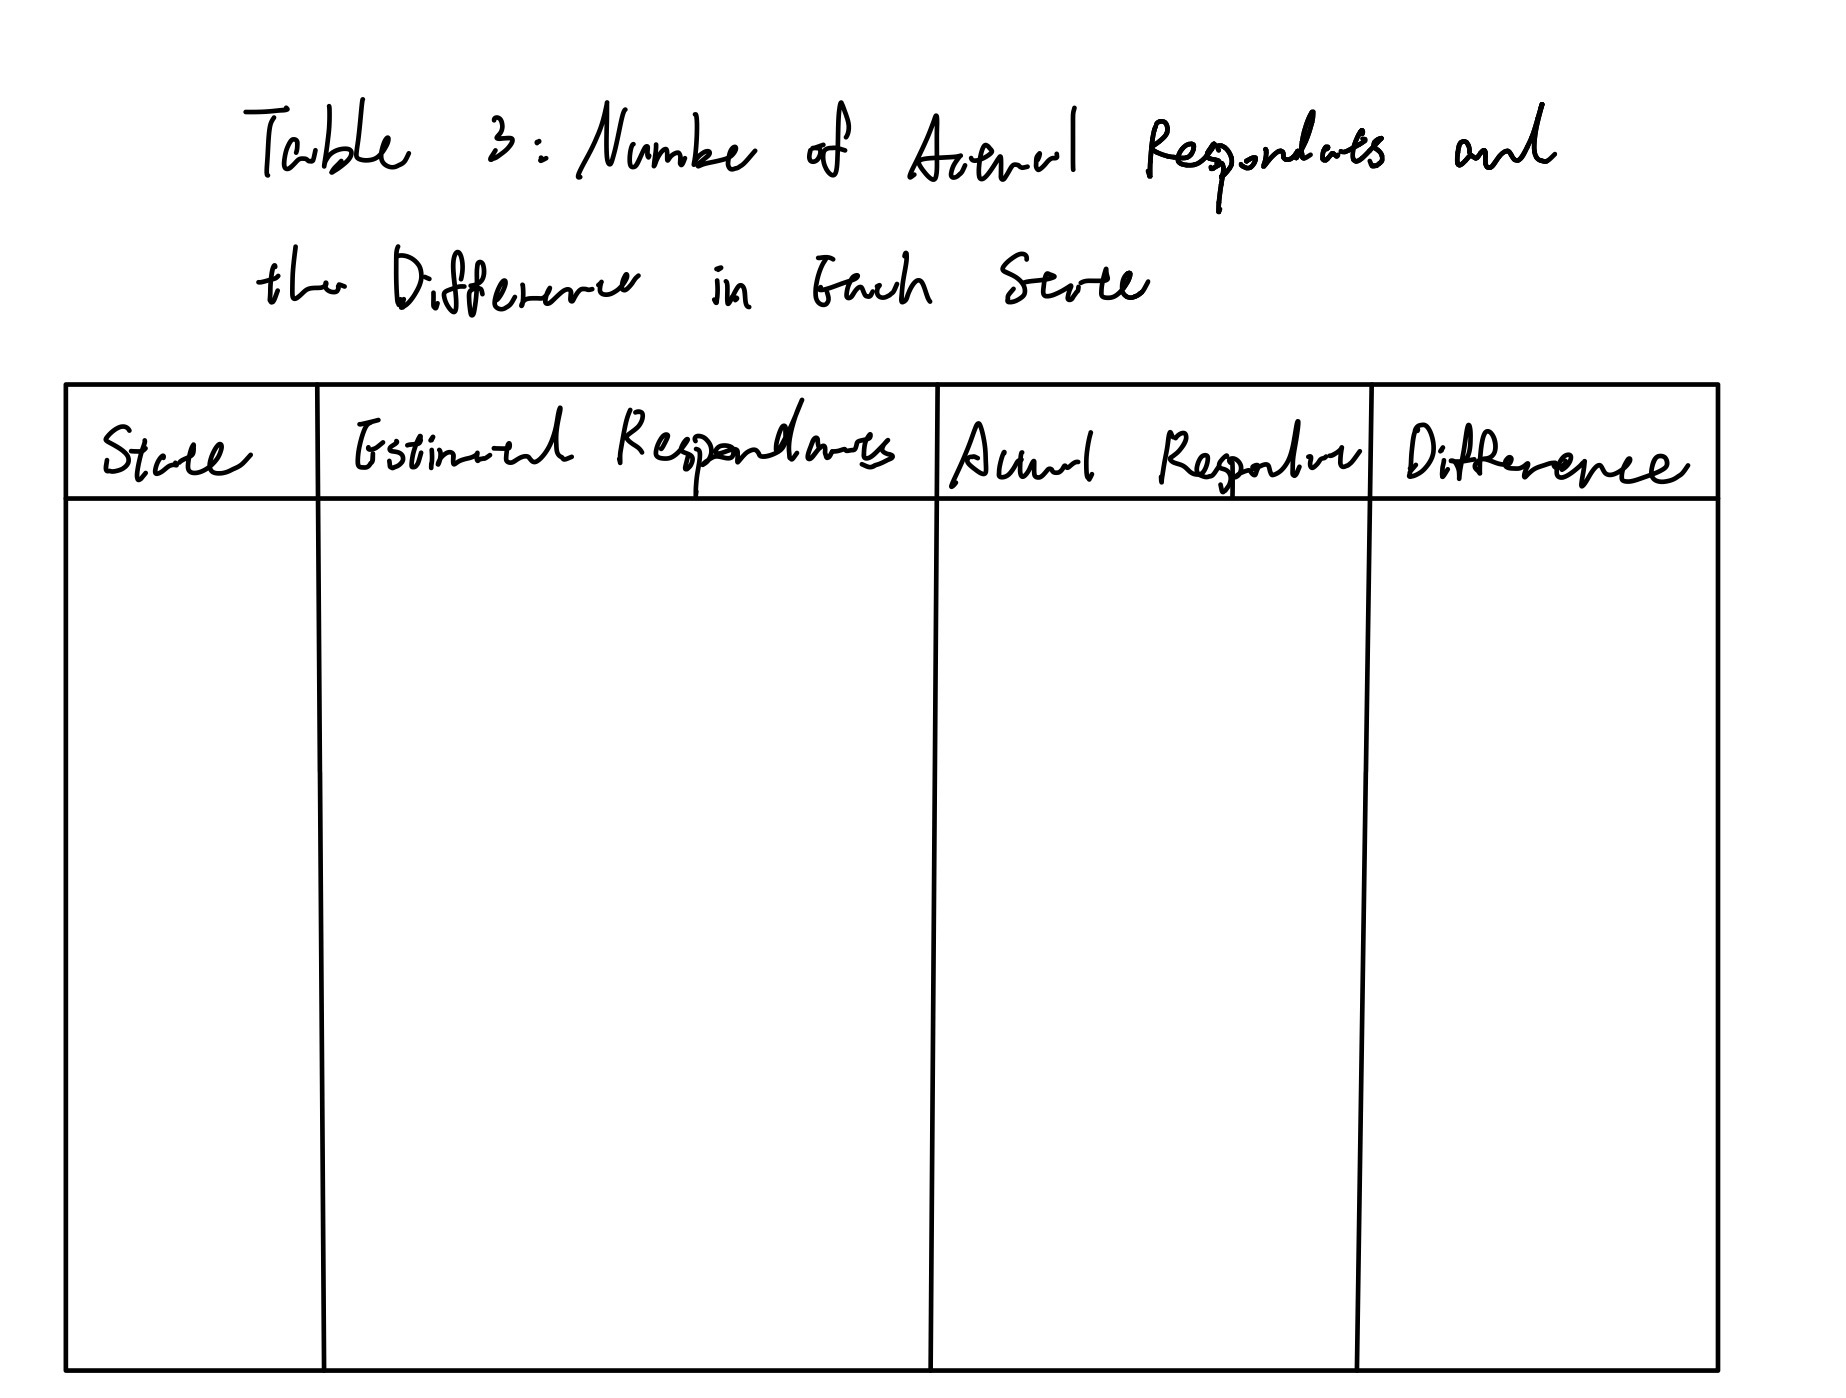 Table 3: Number of Actual Respondents and
the Difference in Each State
State Estimated Respondents Actual Respondents Difference